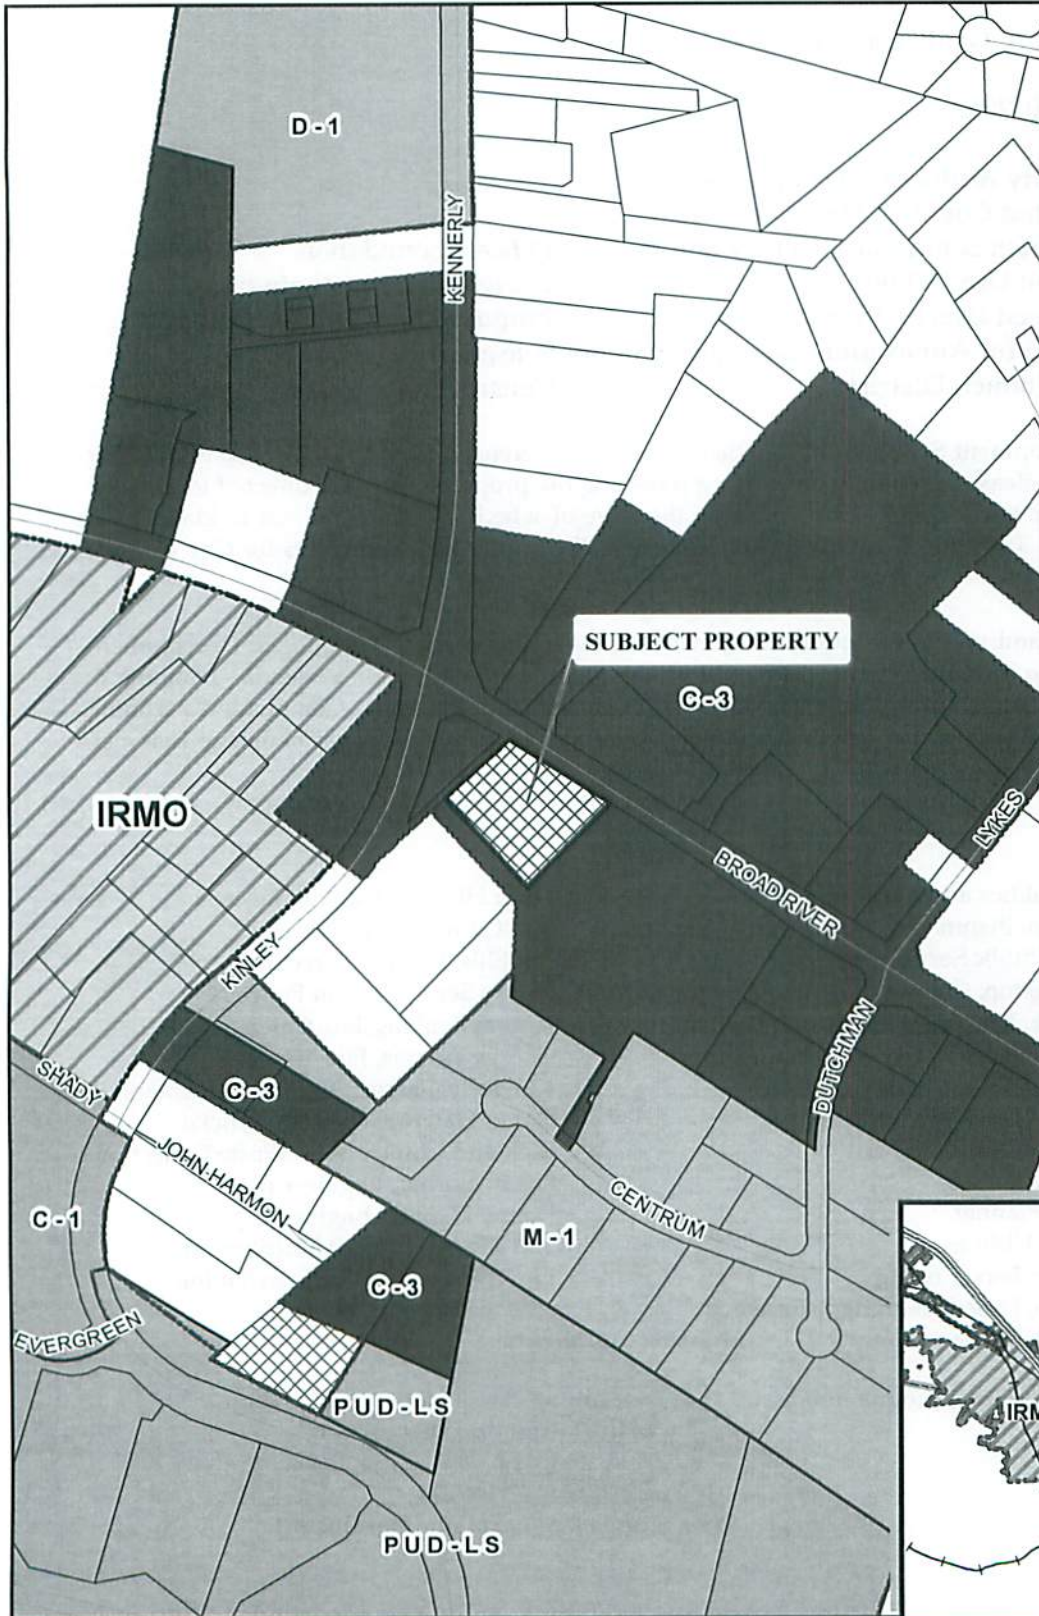 D-1
KENNERLY
SUBJECT PROPERTY
C-3
IRMO
LYKES
BROAD RIVER
KINLEY
DUTCHMAN
SHADY
C-3
JOHN HARMON
C-1
CENTRUM
M-1
C-3
EVERGREEN
PUD-LS
IRM
PUD-LS